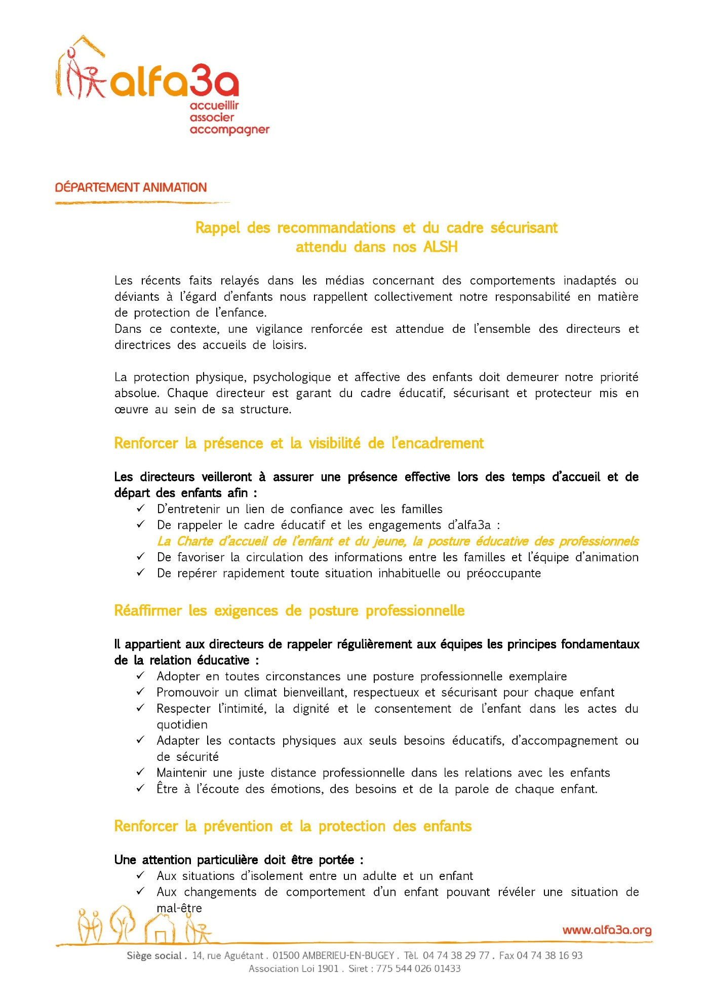 alfa3a
accueillir
associer
accompagner
DÉPARTEMENT ANIMATION
Rappel des recommandations et du cadre sécurisant
attendu dans nos ALSH
Les récents faits relayés dans les médias concernant des comportements inadaptés ou
déviants à l’égard d’enfants nous rappellent collectivement notre responsabilité en matière
de protection de l’enfance.
Dans ce contexte, une vigilance renforcée est attendue de l’ensemble des directeurs et
directrices des accueils de loisirs.
La protection physique, psychologique et affective des enfants doit demeurer notre priorité
absolue. Chaque directeur est garant du cadre éducatif, sécurisant et protecteur mis en
œuvre au sein de sa structure.
Renforcer la présence et la visibilité de l’encadrement
Les directeurs veilleront à assurer une présence effective lors des temps d’accueil et de
départ des enfants afin :
✓ D’entretenir un lien de confiance avec les familles
✓ De rappeler le cadre éducatif et les engagements d’alfa3a :
La Charte d’accueil de l’enfant et du jeune, la posture éducative des professionnels
✓ De favoriser la circulation des informations entre les familles et l’équipe d’animation
✓ De repérer rapidement toute situation inhabituelle ou préoccupante
Réaffirmer les exigences de posture professionnelle
Il appartient aux directeurs de rappeler régulièrement aux équipes les principes fondamentaux
de la relation éducative :
✓ Adopter en toutes circonstances une posture professionnelle exemplaire
✓ Promouvoir un climat bienveillant, respectueux et sécurisant pour chaque enfant
✓ Respecter l’intimité, la dignité et le consentement de l’enfant dans les actes du
quotidien
✓ Adapter les contacts physiques aux seuls besoins éducatifs, d’accompagnement ou
de sécurité
✓ Maintenir une juste distance professionnelle dans les relations avec les enfants
✓ Être à l’écoute des émotions, des besoins et de la parole de chaque enfant.
Renforcer la prévention et la protection des enfants
Une attention particulière doit être portée :
✓ Aux situations d’isolement entre un adulte et un enfant
✓ Aux changements de comportement d’un enfant pouvant révéler une situation de
mal-être
www.alfa3a.org
Siège social . 14, rue Aguétant . 01500 AMBERIEU-EN-BUGEY . Tèl. 04 74 38 29 77 . Fax 04 74 38 16 93
Association Loi 1901 . Siret : 775 544 026 01433